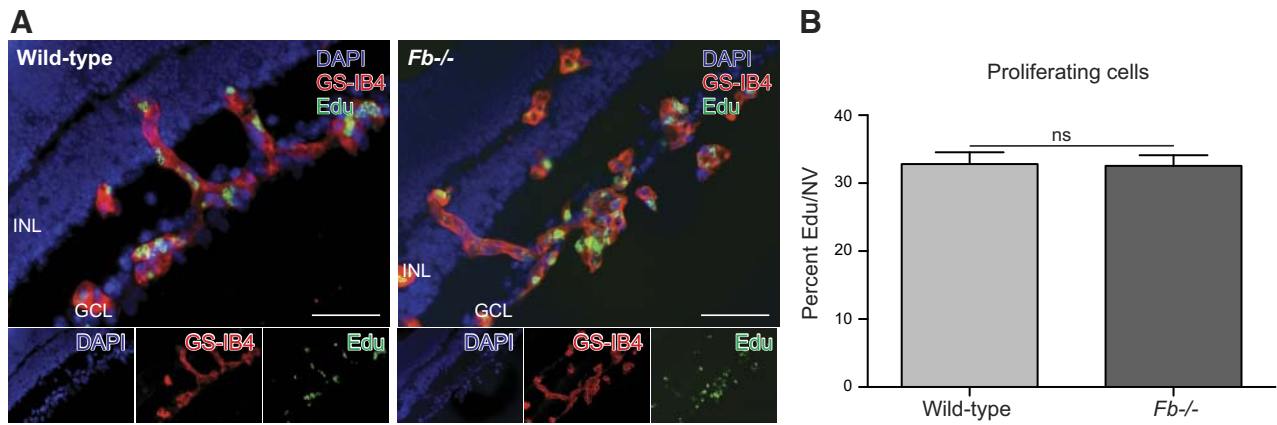 A
Wild-type
DAPI
GS-IB4
Edu
INL
GCL
DAPI
GS-IB4
Edu
Fb-/-
DAPI
GS-IB4
Edu
INL
GCL
DAPI
GS-IB4
Edu
B
Proliferating cells
Percent Edu/NV
40
30
20
10
0
ns
Wild-type
Fb-/-